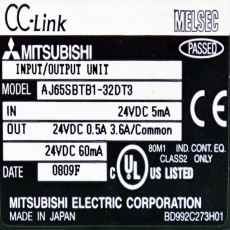 CC-Link MELSEC
MITSUBISHI PASSED
INPUT/OUTPUT UNIT
MODEL AJ65SBTB1-32DT3
IN 24VDC 5mA
OUT 24VDC 0.5A 3.6A/Common
24VDC 60mA CE
80M1 IND. CONT. EQ.
CLASS2 ONLY
DATE 0809F c UL US LISTED
MITSUBISHI ELECTRIC CORPORATION
MADE IN JAPAN BD992C273H01